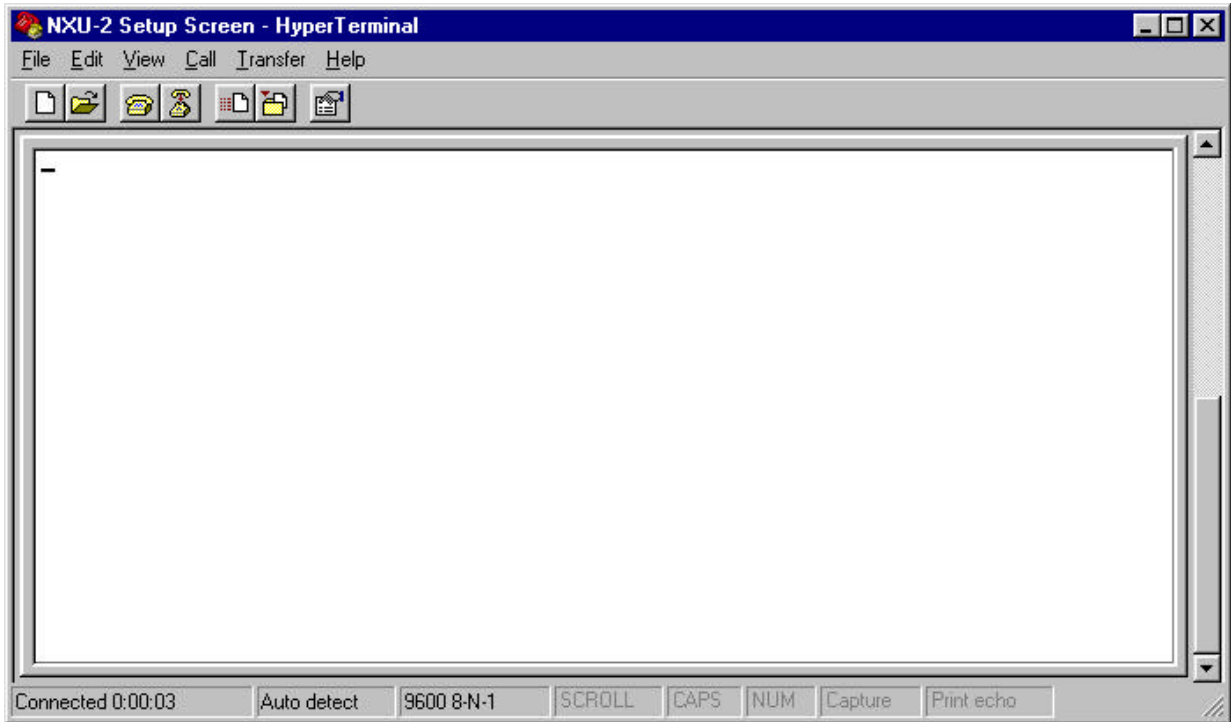 NXU-2 Setup Screen - HyperTerminal
File Edit View Call Transfer Help
Connected 0:00:03 Auto detect 9600 8-N-1 SCROLL CAPS NUM Capture Print echo